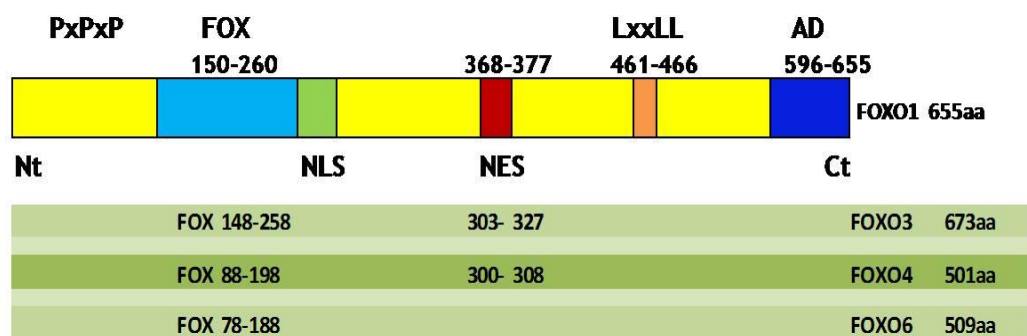 PxPxP FOX LxxLL AD
150-260 368-377 461-466 596-655
FOXO1 655aa
Nt NLS NES Ct
FOX 148-258 303- 327 FOXO3 673aa
FOX 88-198 300- 308 FOXO4 501aa
FOX 78-188 FOXO6 509aa